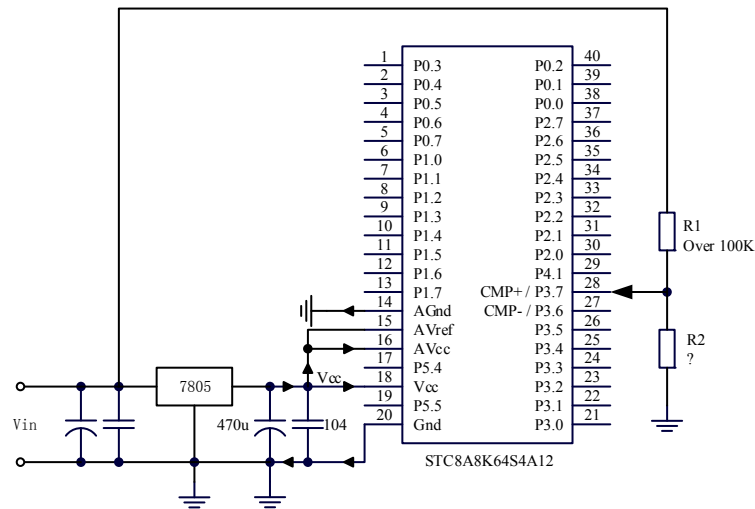 1 P0.3 P0.2 40
2 P0.4 P0.1 39
3 P0.5 P0.0 38
4 P0.6 P2.7 37
5 P0.7 P2.6 36
6 P1.0 P2.5 35
7 P1.1 P2.4 34
8 P1.2 P2.3 33
9 P1.3 P2.2 32
10 P1.4 P2.1 31
11 P1.5 P2.0 30
12 P1.6 P4.1 29
13 P1.7 CMP+ / P3.7 28
14 AGnd CMP- / P3.6 27
15 AVref P3.5 26
16 AVcc P3.4 25
17 P5.4 P3.3 24
18 Vcc P3.2 23
19 P5.5 P3.1 22
20 Gnd P3.0 21
STC8A8K64S4A12
R1
Over 100K
R2
?
7805
Vcc
Vin
470u
104